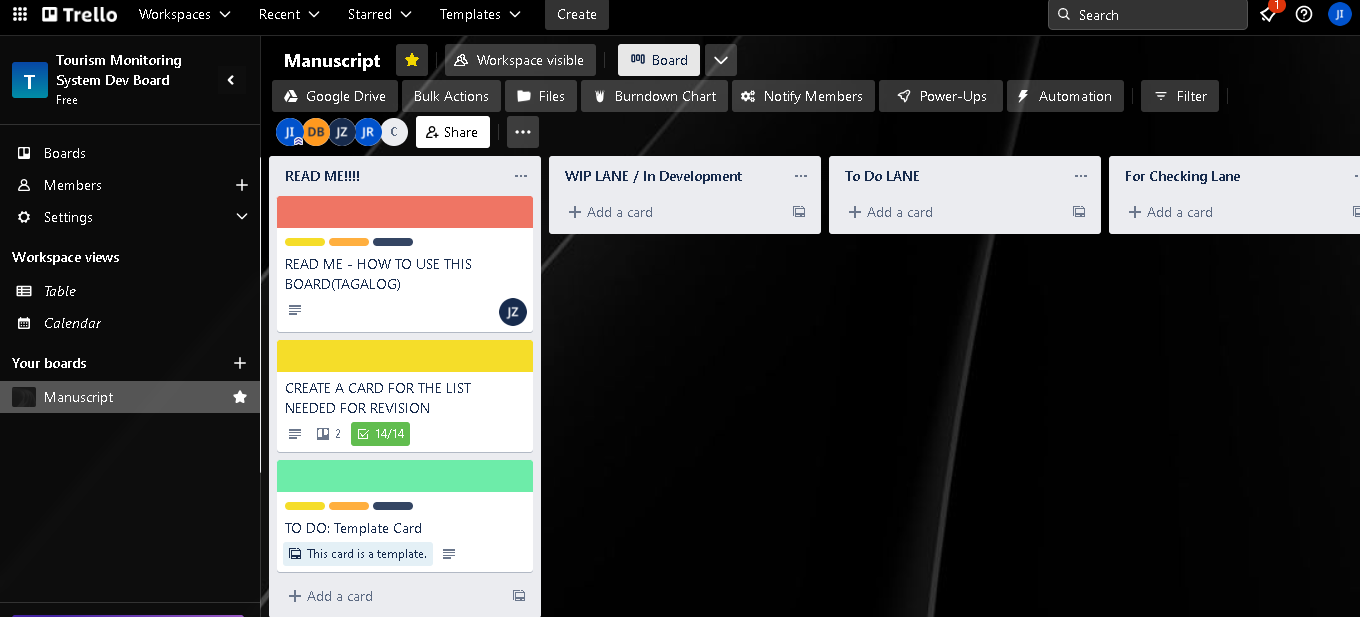 Trello
Workspaces
Recent
Starred
Templates
Create
Search
1
JI
T
Tourism Monitoring
System Dev Board
Free
Manuscript
Workspace visible
Board
Google Drive
Bulk Actions
Files
Burndown Chart
Notify Members
Power-Ups
Automation
Filter
JI DB JZ JR C
Share
Boards
Members
Settings
Workspace views
Table
Calendar
Your boards
Manuscript
READ ME!!!!
READ ME - HOW TO USE THIS
BOARD(TAGALOG)
JZ
CREATE A CARD FOR THE LIST
NEEDED FOR REVISION
2
14/14
TO DO: Template Card
This card is a template.
Add a card
WIP LANE / In Development
Add a card
To Do LANE
Add a card
For Checking Lane
Add a card